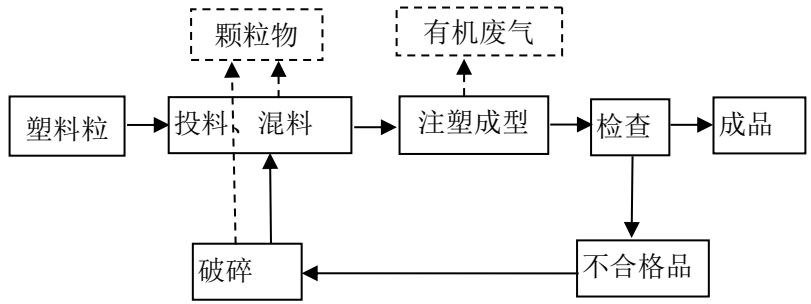 颗粒物
有机废气
塑料粒
投料、混料
注塑成型
检查
成品
破碎
不合格品